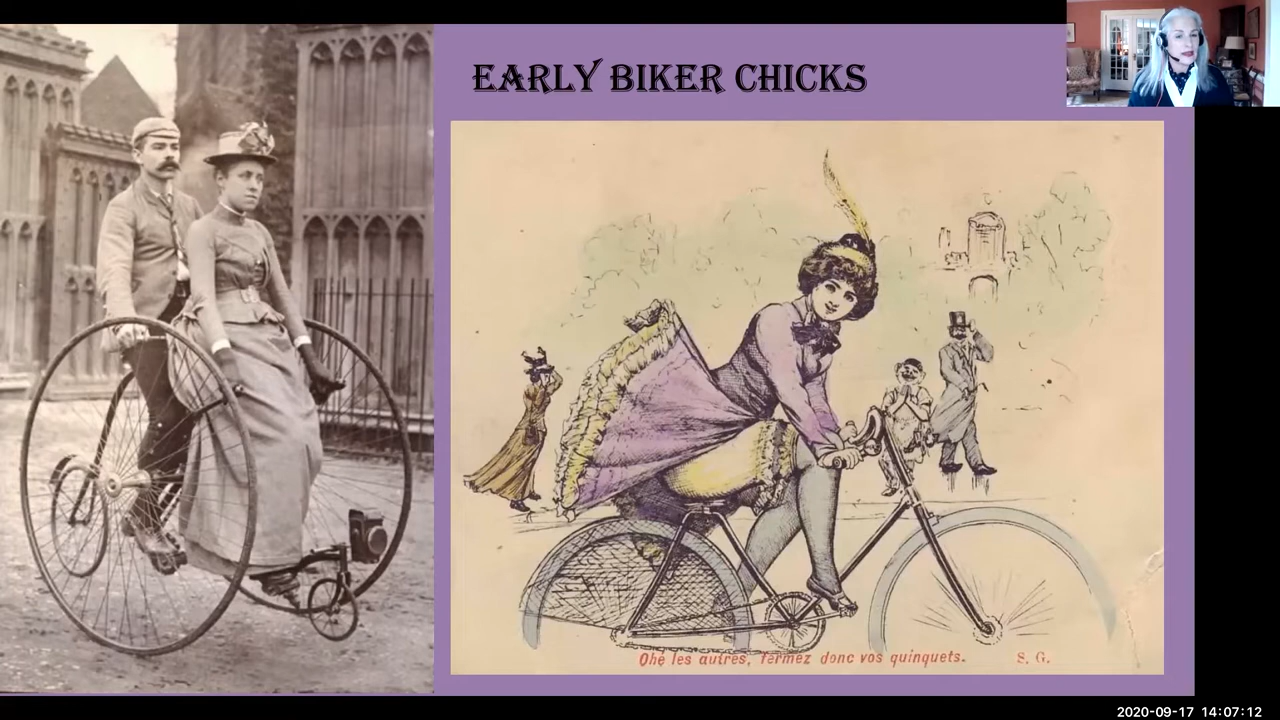 EARLY BIKER CHICKS
Ohé les autres, fermez donc vos quinquets.
S. G.
2020-09-17 14:07:12